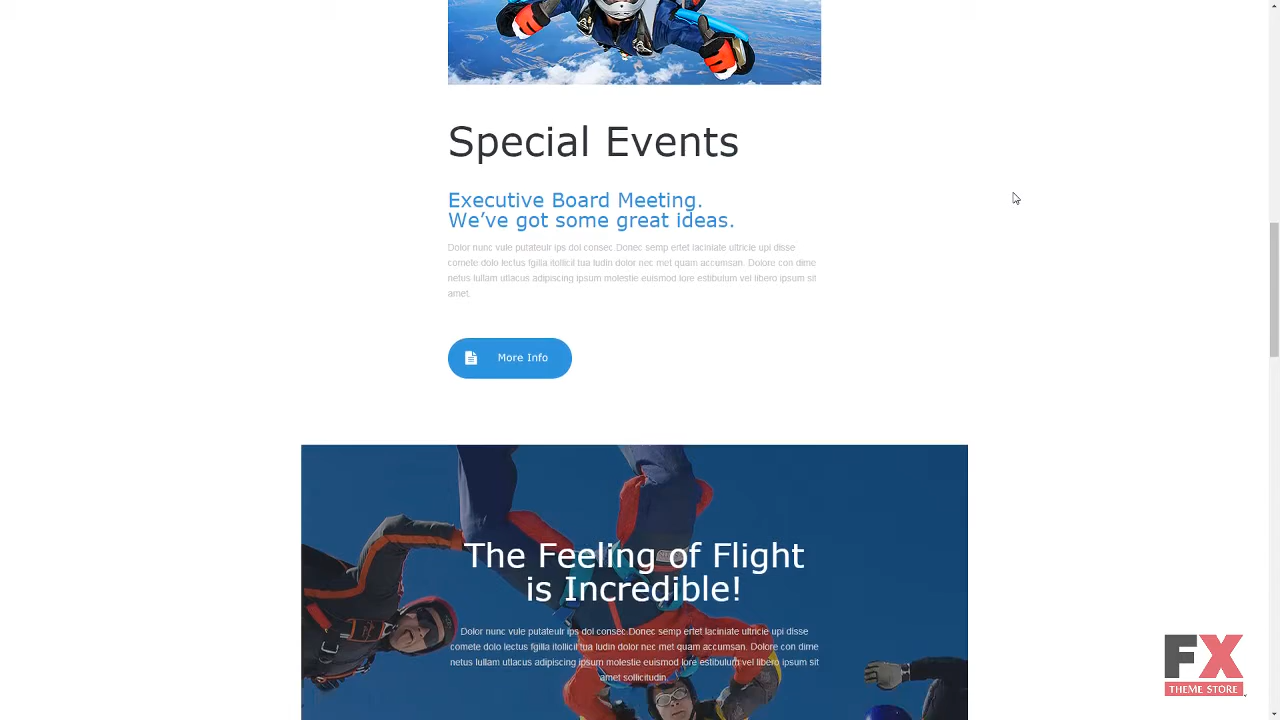 Special Events
Executive Board Meeting.
We've got some great ideas.
Dolor nunc vule putateulr ips dol consec.Donec semp ertet laciniate ultricie upi disse
comete dolo lectus fgilla itollicil tua ludin dolor nec met quam accumsan. Dolore con dime
netus lullam utlacus adipiscing ipsum molestie euismod lore estibulum vel libero ipsum sit
amet.
More Info
The Feeling of Flight
is Incredible!
Dolor nunc vule putateulr ips dol consec.Donec semp ertet laciniate ultricie upi disse
comete dolo lectus fgilla itollicil tua ludin dolor nec met quam accumsan. Dolore con dime
netus lullam utlacus adipiscing ipsum molestie euismod lore estibulum vel libero ipsum sit
amet sollicitudin.
FX
THEME STORE